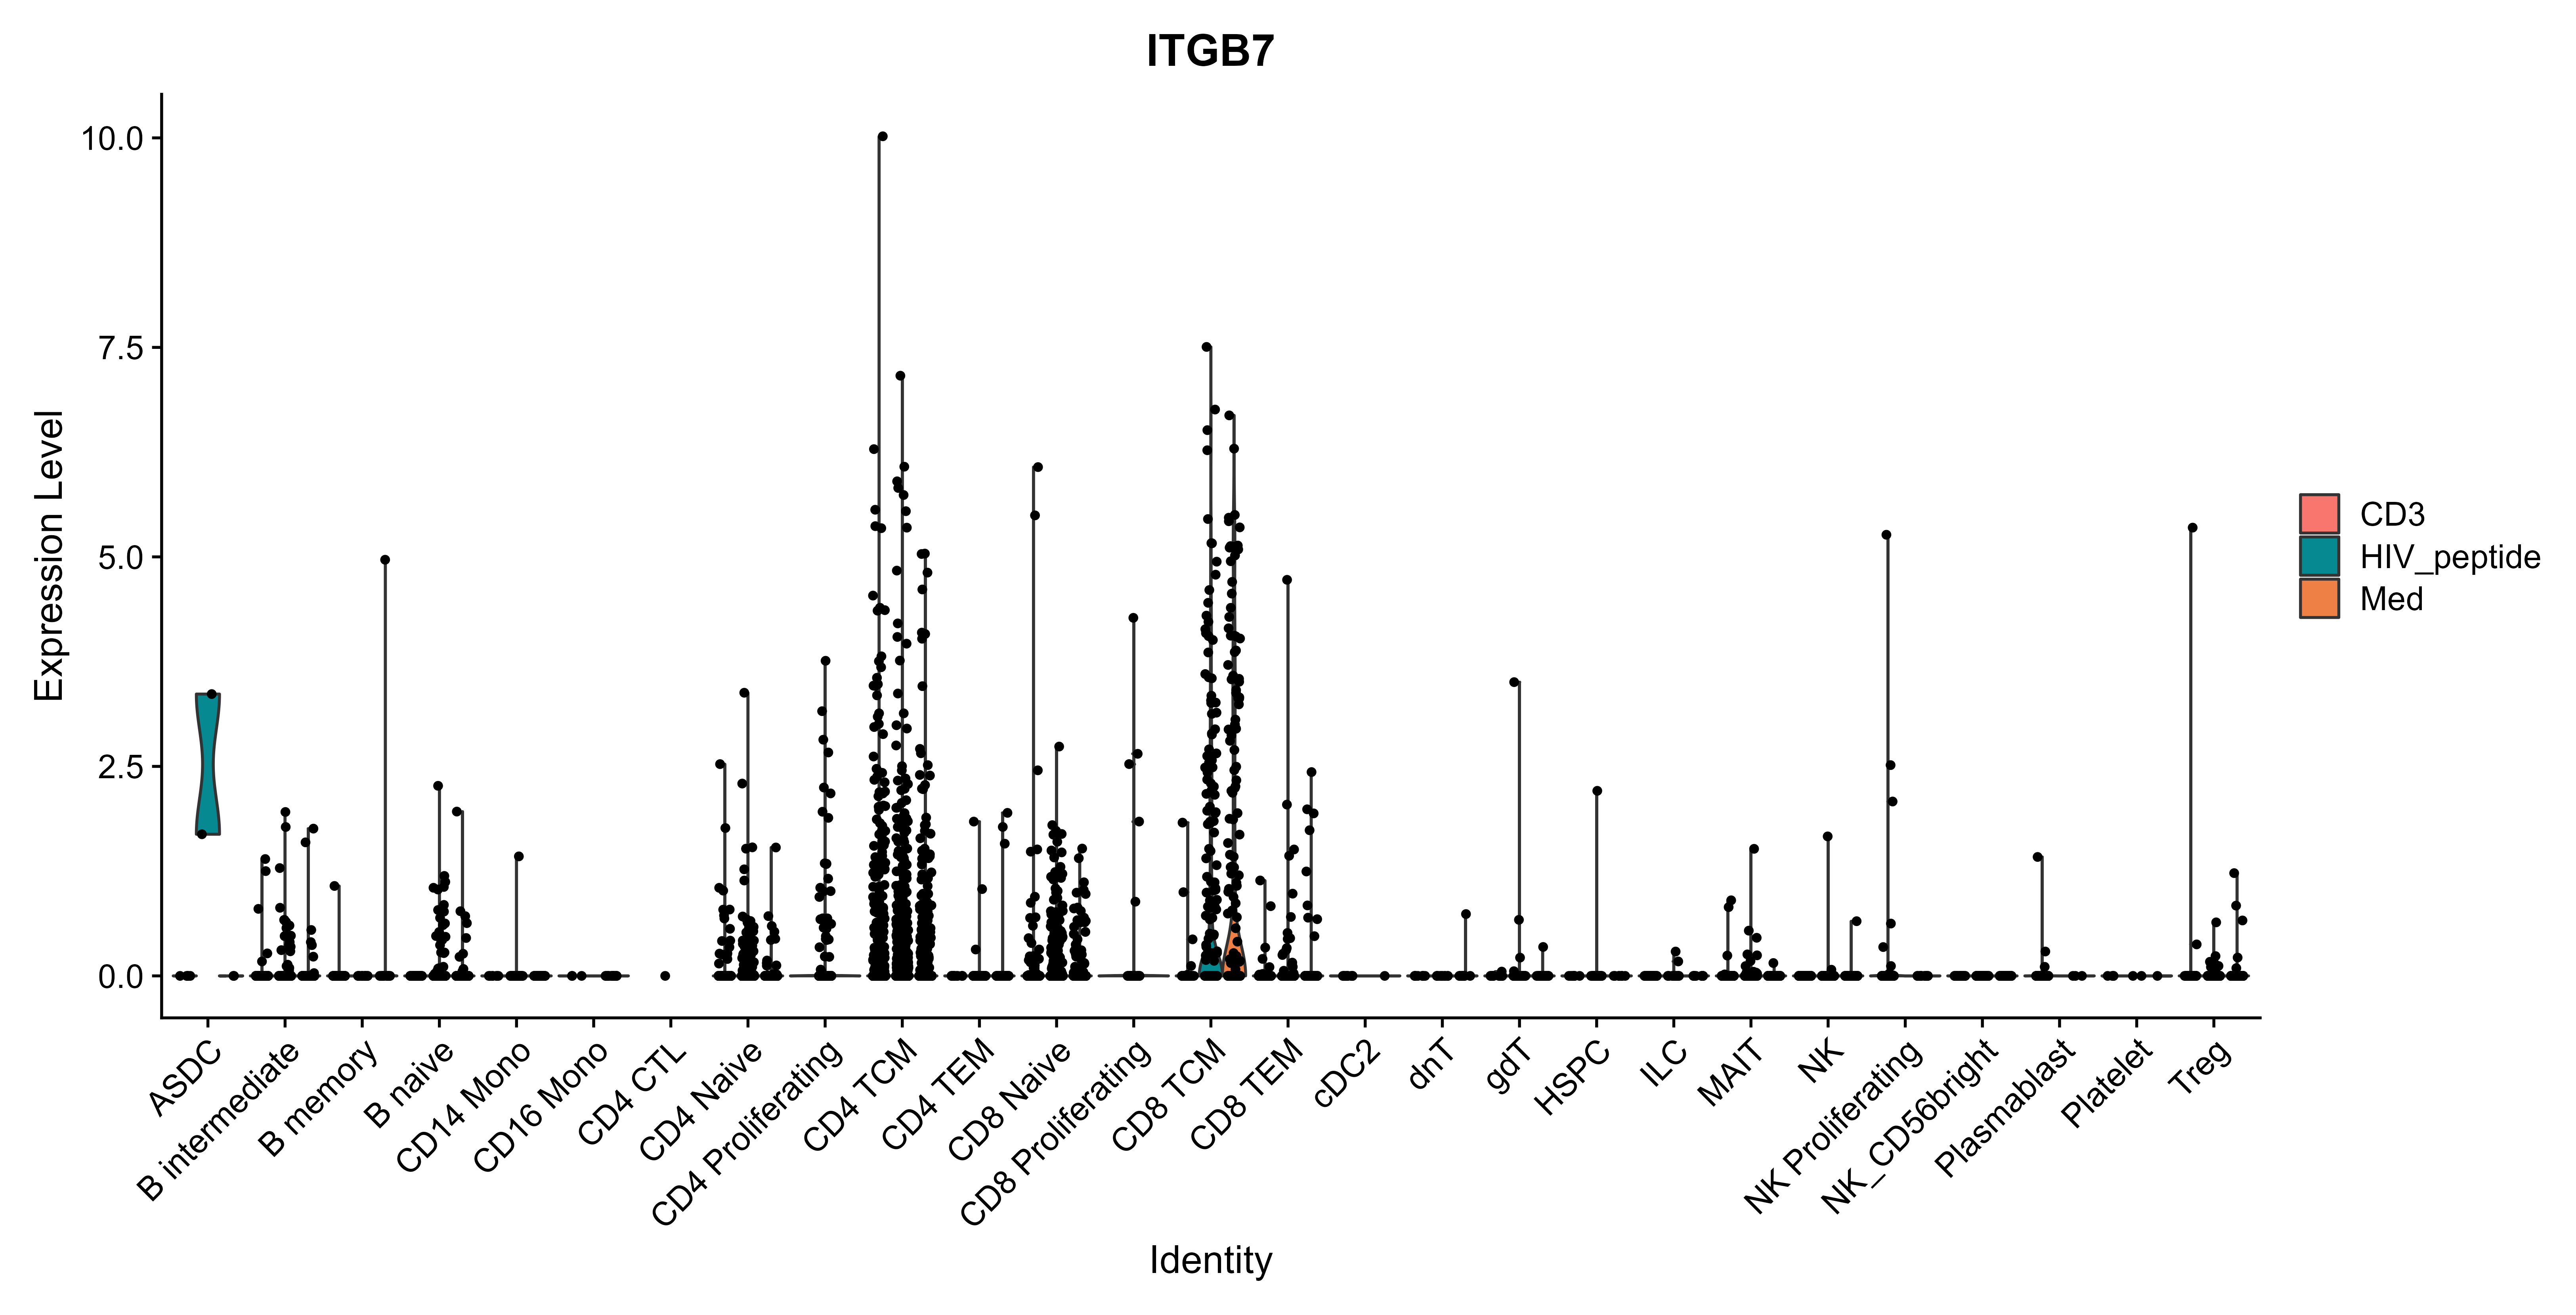 ITGB7
10.0
7.5
5.0
2.5
0.0
Expression Level
CD3
HIV_peptide
Med
ASDC
B intermediate
B memory
B naive
CD14 Mono
CD16 Mono
CD4 CTL
CD4 Naive
CD4 Proliferating
CD4 TCM
CD4 TEM
CD8 Naive
CD8 Proliferating
CD8 TCM
CD8 TEM
cDC2
dnT
gdT
HSPC
ILC
MAIT
NK
NK Proliferating
NK_CD56bright
Plasmablast
Platelet
Treg
Identity